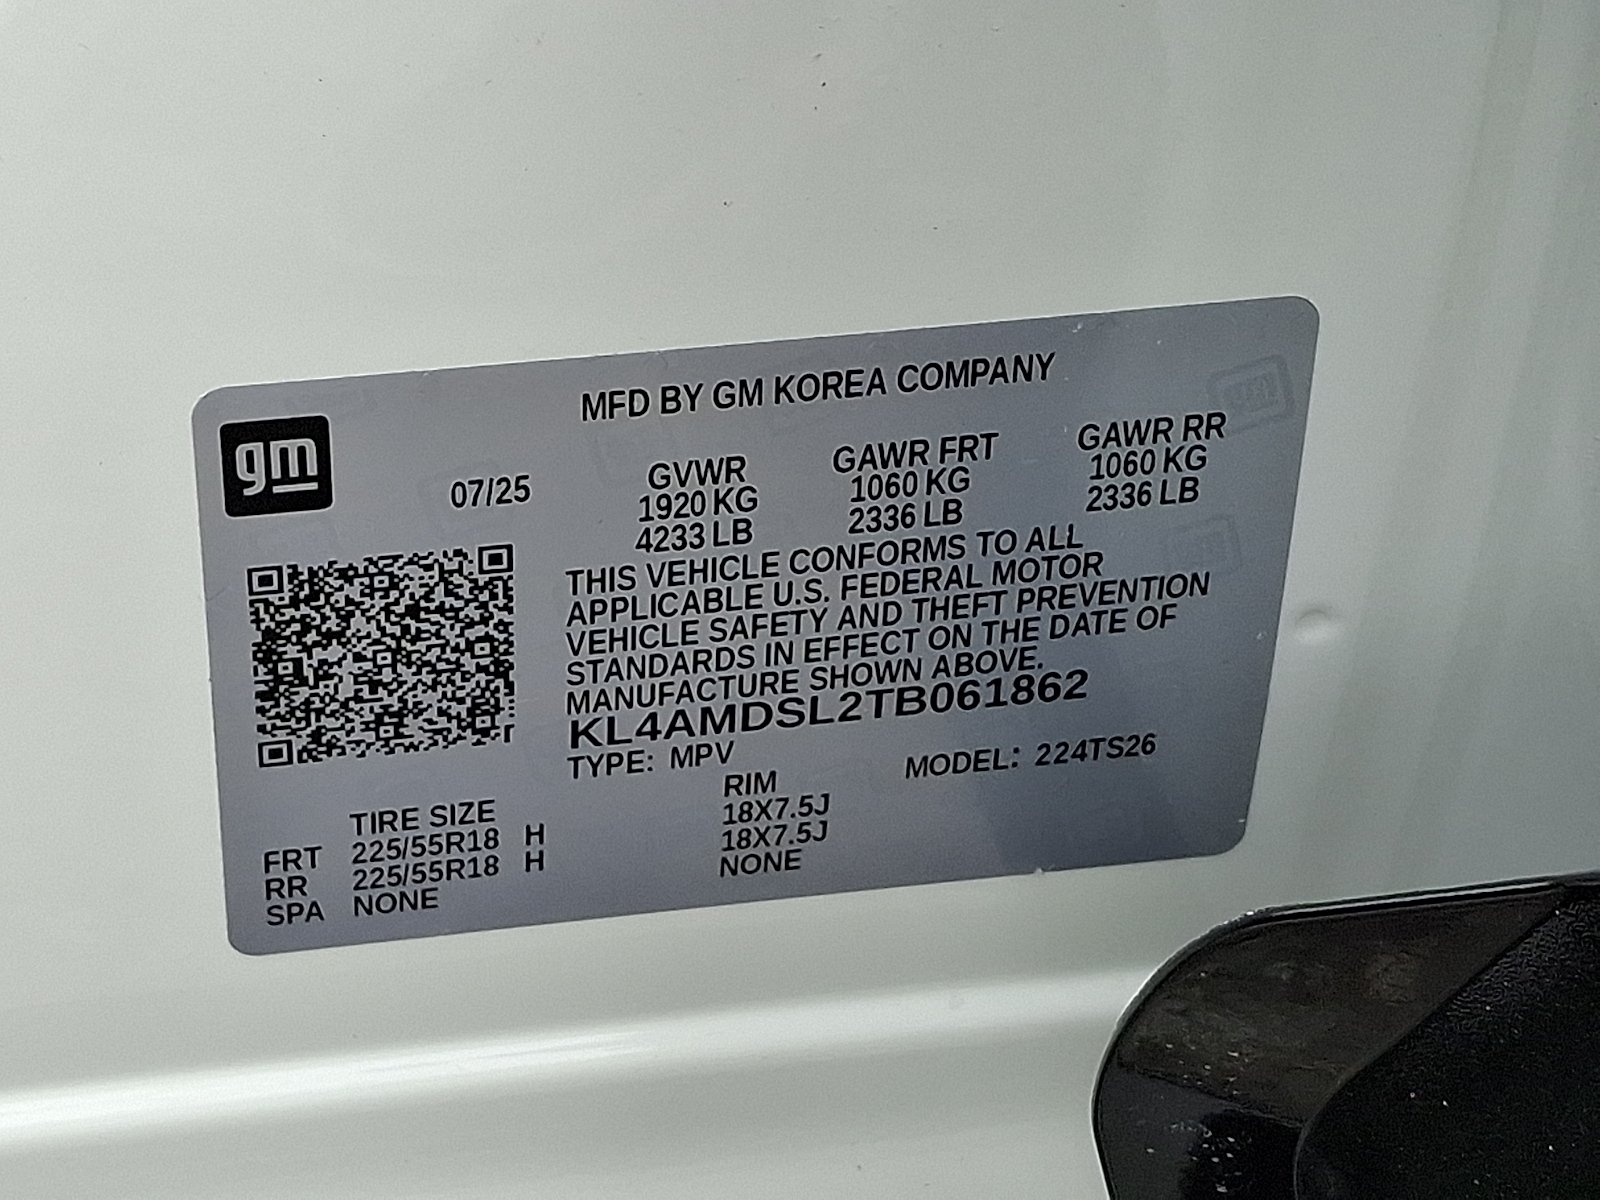 MFD BY GM KOREA COMPANY
gm
07/25
GVWR GAWR FRT GAWR RR
1920 KG 1060 KG 1060 KG
4233 LB 2336 LB 2336 LB
THIS VEHICLE CONFORMS TO ALL
APPLICABLE U.S. FEDERAL MOTOR
VEHICLE SAFETY AND THEFT PREVENTION
STANDARDS IN EFFECT ON THE DATE OF
MANUFACTURE SHOWN ABOVE.
KL4AMDSL2TB061862
TYPE: MPV MODEL: 224TS26
TIRE SIZE RIM
FRT 225/55R18 H 18X7.5J
RR 225/55R18 H 18X7.5J
SPA NONE NONE